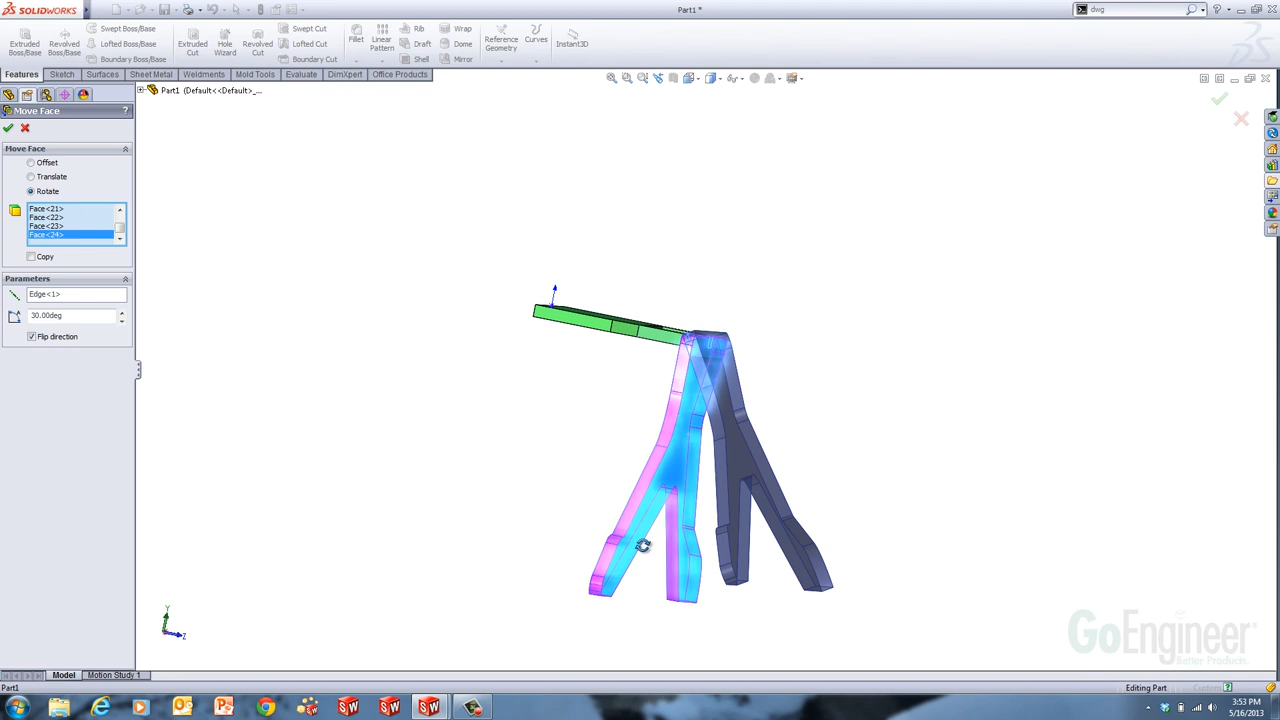 SOLIDWORKS
Part1 *
dwg
Extruded Boss/Base
Revolved Boss/Base
Swept Boss/Base
Lofted Boss/Base
Boundary Boss/Base
Extruded Cut
Hole Wizard
Revolved Cut
Swept Cut
Lofted Cut
Boundary Cut
Fillet
Linear Pattern
Rib
Draft
Shell
Wrap
Dome
Mirror
Reference Geometry
Curves
Instant3D
Features Sketch Surfaces Sheet Metal Weldments Mold Tools Evaluate DimXpert Office Products
Part1 (Default<<Default>_...
Move Face ?
Move Face
Offset
Translate
Rotate
Face<21>
Face<22>
Face<23>
Face<24>
Copy
Parameters
Edge<1>
30.00deg
Flip direction
Y
Z
GoEngineer
Better Products.
Model Motion Study 1
Part1
Editing Part
Custom
3:53 PM
5/16/2013